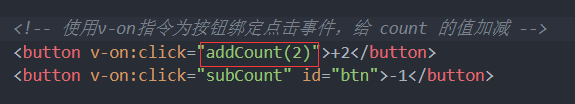 <!-- 使用v-on指令为按钮绑定点击事件，给 count 的值加减 -->
<button v-on:click="addCount(2)">+2</button>
<button v-on:click="subCount" id="btn">-1</button>